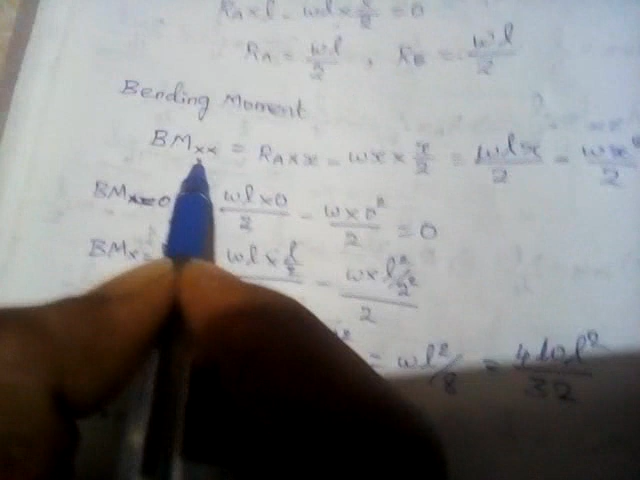 RA×l - wl×l/2 = 0
RA = wl/2 , RB = wl/2
Bending Moment
BMxx = RA×x - wx×x/2 = wlx/2 - wx²/2
BMx=0 wl×0/2 - w×0²/2 = 0
BMx= wl×l/2 - w×l²/2²/2
= wl²/8 = 4wl²/32